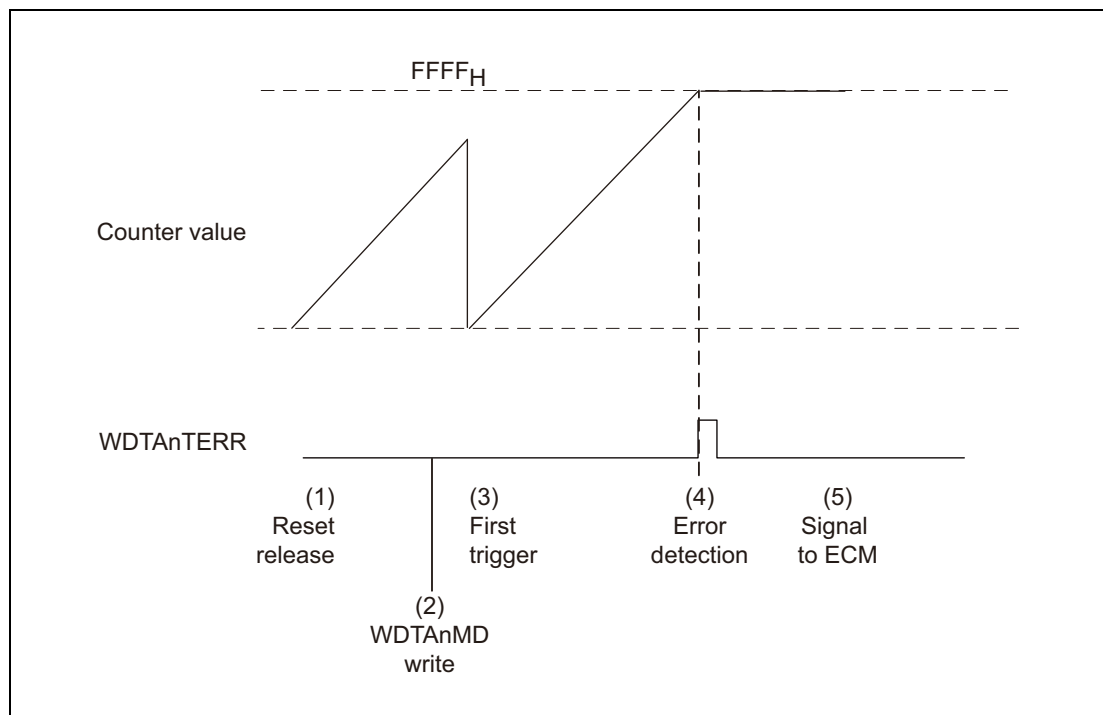 FFFFH
Counter value
WDTAnTERR
(1)
Reset
release
(2)
WDTAnMD
write
(3)
First
trigger
(4)
Error
detection
(5)
Signal
to ECM